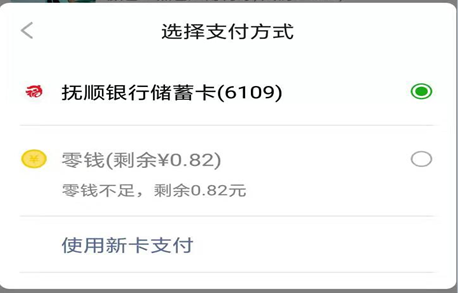 选择支付方式
抚顺银行储蓄卡(6109)
零钱(剩余¥0.82)
零钱不足，剩余0.82元
使用新卡支付